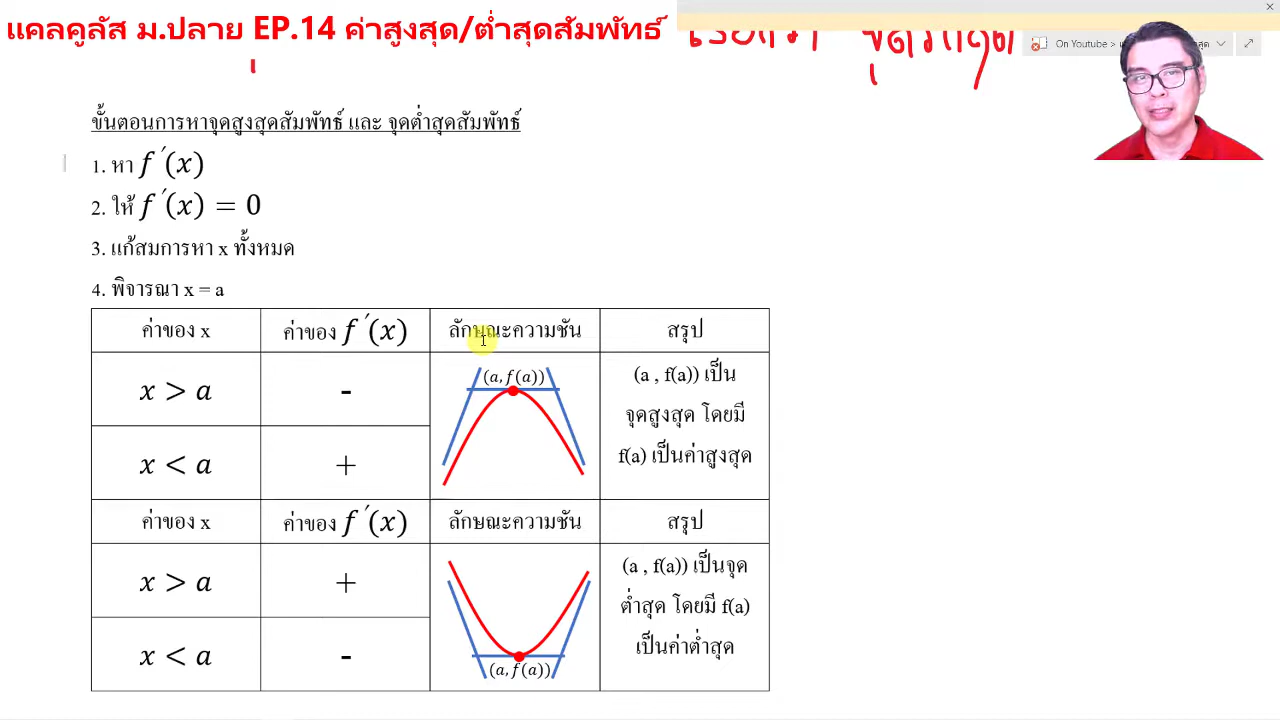 แคลคูลัส ม.ปลาย EP.14 ค่าสูงสุด/ต่ำสุดสัมพัทธ์
On Youtube >
ขั้นตอนการหาจุดสูงสุดสัมพัทธ์ และ จุดต่ำสุดสัมพัทธ์
1. หา f ′(x)
2. ให้ f ′(x) = 0
3. แก้สมการหา x ทั้งหมด
4. พิจารณา x = a
ค่าของ x ค่าของ f ′(x) ลักษณะความชัน สรุป
x > a - (a, f(a)) (a , f(a)) เป็น
จุดสูงสุด โดยมี
x < a + f(a) เป็นค่าสูงสุด
ค่าของ x ค่าของ f ′(x) ลักษณะความชัน สรุป
x > a + (a , f(a)) เป็นจุด
ต่ำสุด โดยมี f(a)
x < a - (a, f(a)) เป็นค่าต่ำสุด